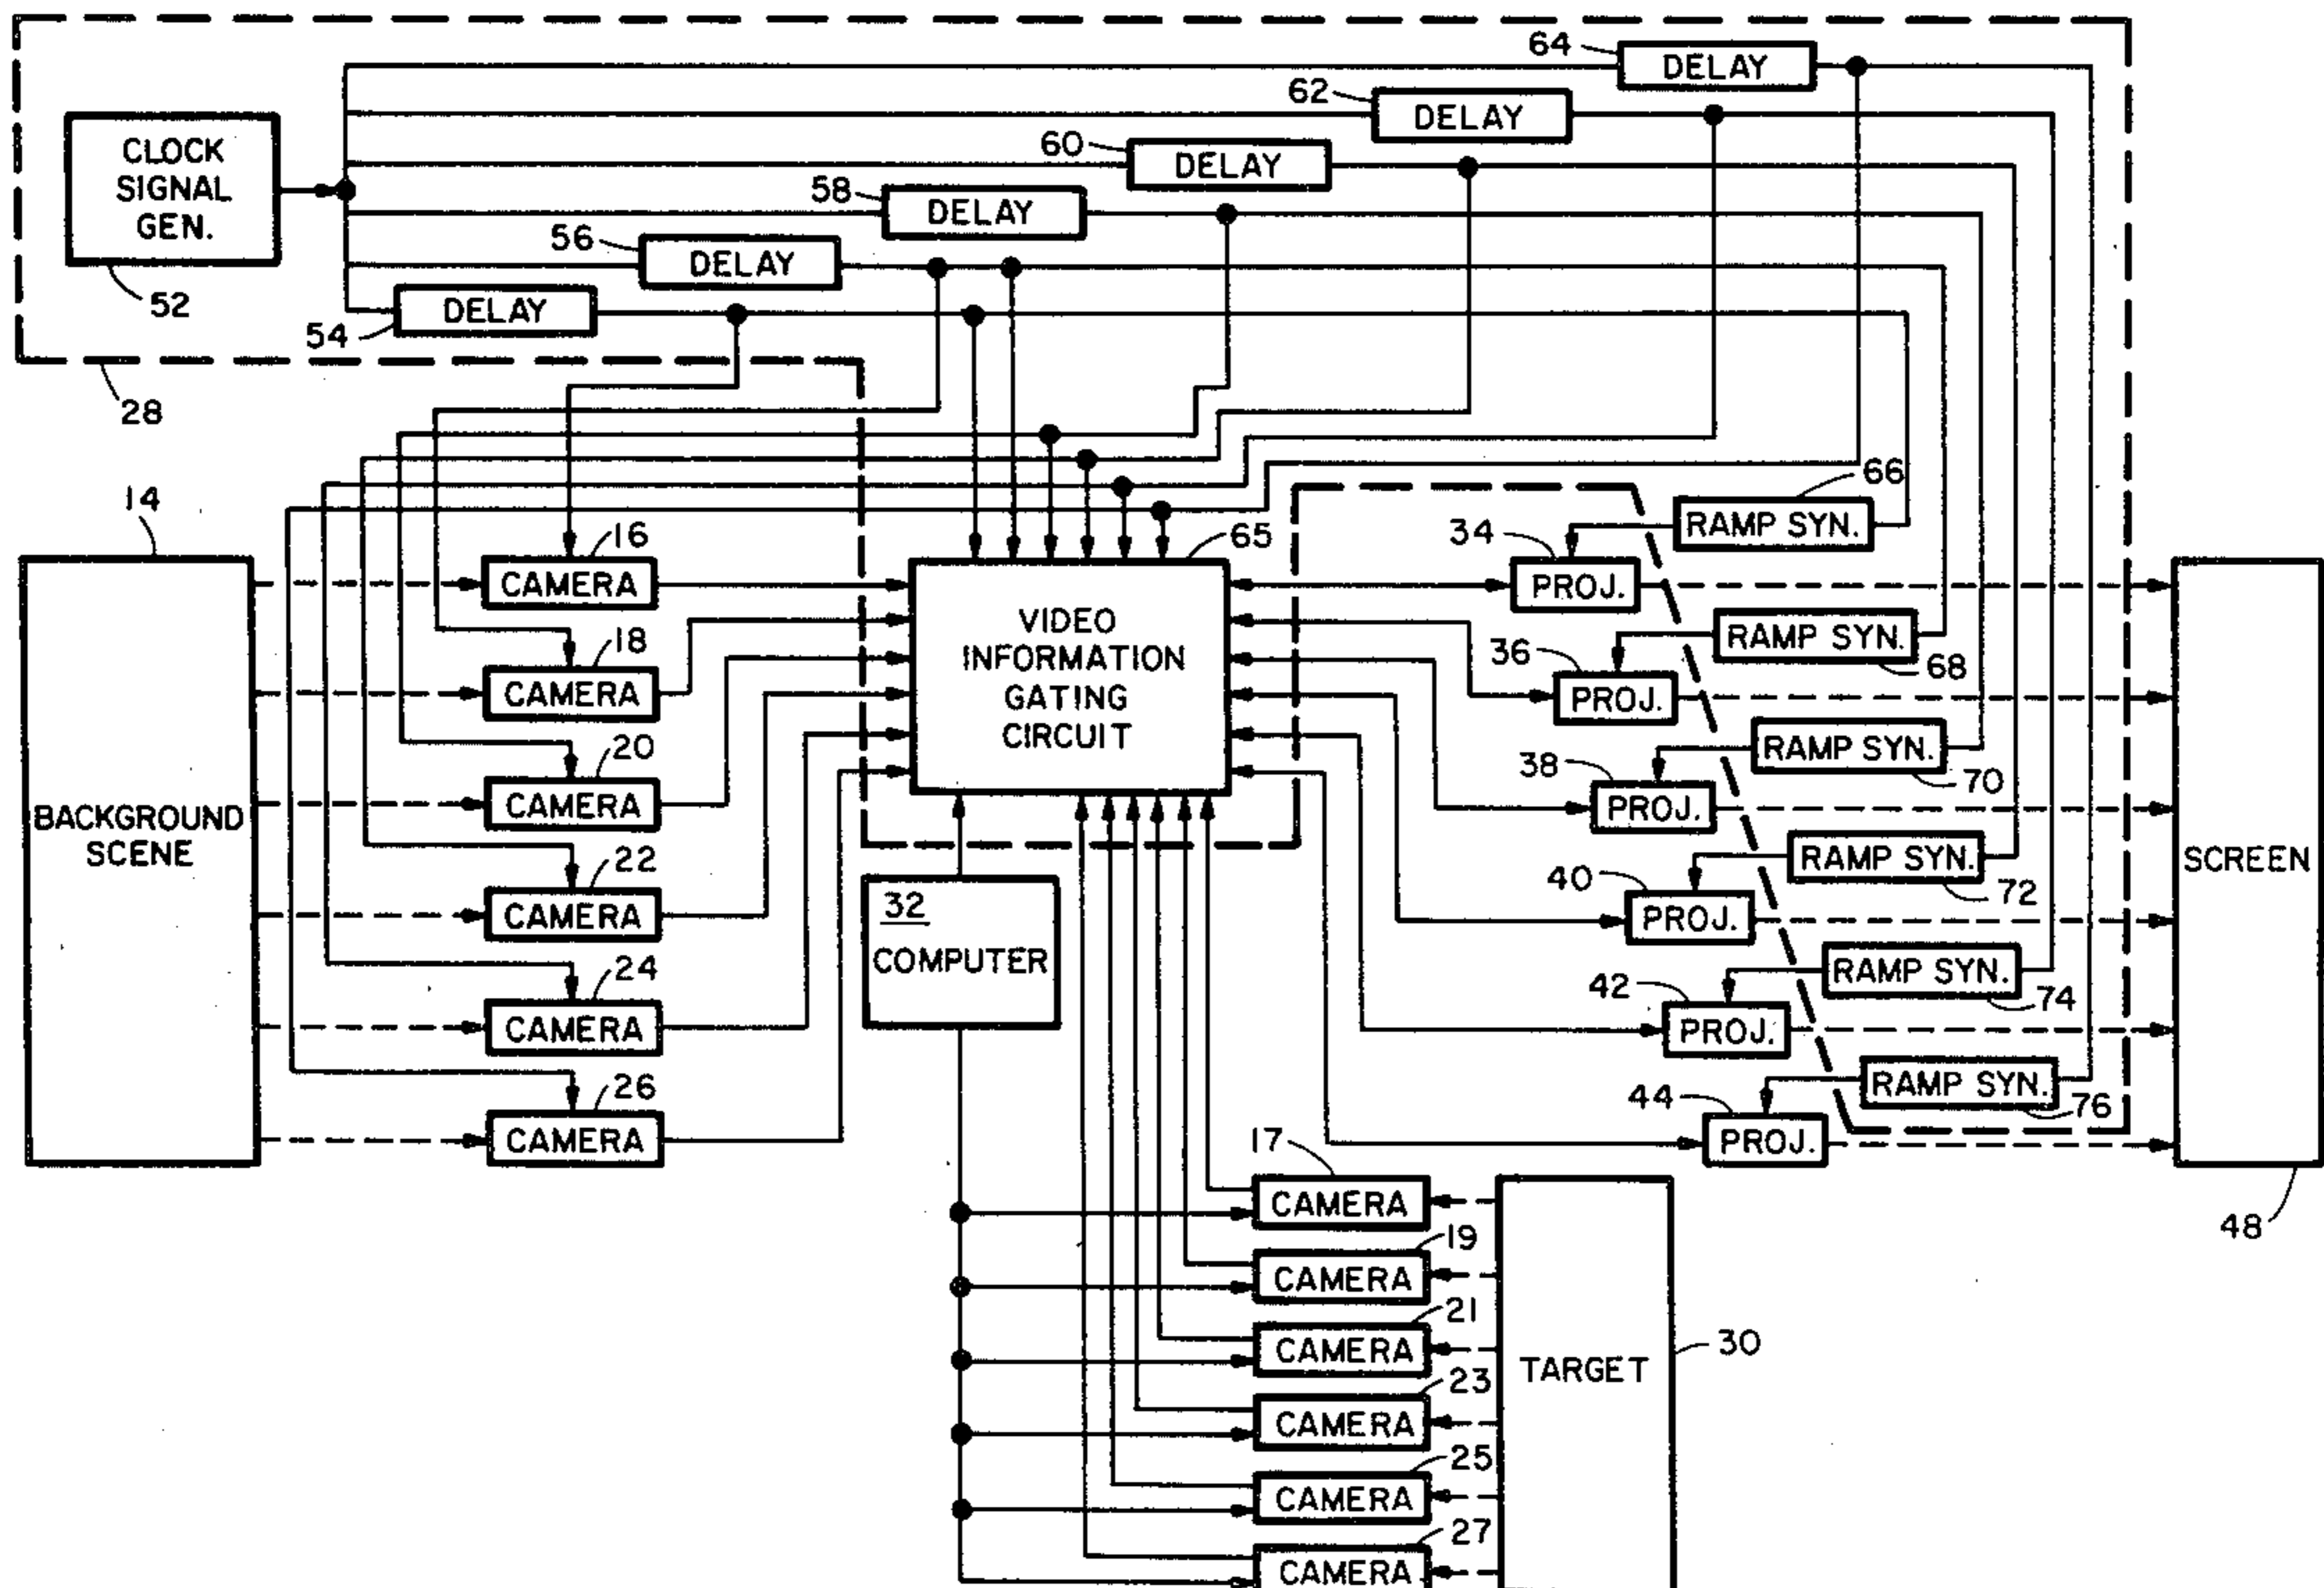 64
DELAY
62
DELAY
60
DELAY
58
DELAY
56
DELAY
54
DELAY
CLOCK
SIGNAL
GEN.
52
28
14
BACKGROUND
SCENE
16
CAMERA
18
CAMERA
20
CAMERA
22
CAMERA
24
CAMERA
26
CAMERA
65
VIDEO
INFORMATION
GATING
CIRCUIT
32
COMPUTER
66
RAMP SYN.
34
PROJ.
RAMP SYN.
68
36
PROJ.
RAMP SYN.
70
38
PROJ.
RAMP SYN.
72
40
PROJ.
RAMP SYN.
74
42
PROJ.
RAMP SYN.
76
44
PROJ.
SCREEN
48
17
CAMERA
19
CAMERA
21
CAMERA
23
CAMERA
25
CAMERA
27
CAMERA
TARGET
30